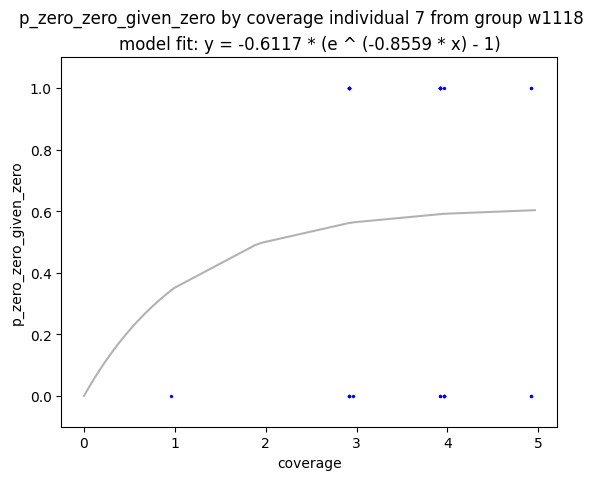 p_zero_zero_given_zero by coverage individual 7 from group w1118
model fit: y = -0.6117 * (e ^ (-0.8559 * x) - 1)
1.0
0.8
0.6
0.4
0.2
0.0
p_zero_zero_given_zero
0 1 2 3 4 5
coverage